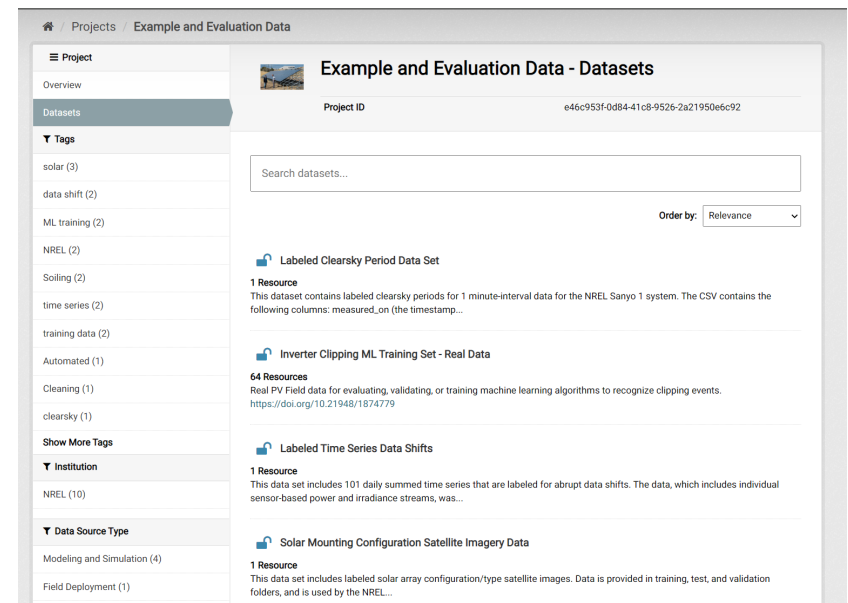 / Projects / Example and Evaluation Data
Project
Overview
Datasets
Tags
solar (3)
data shift (2)
ML training (2)
NREL (2)
Soiling (2)
time series (2)
training data (2)
Automated (1)
Cleaning (1)
clearsky (1)
Show More Tags
Institution
NREL (10)
Data Source Type
Modeling and Simulation (4)
Field Deployment (1)
Example and Evaluation Data - Datasets
Project ID e46c953f-0d84-41c8-9526-2a21950e6c92
Search datasets...
Order by: Relevance
Labeled Clearsky Period Data Set
1 Resource
This dataset contains labeled clearsky periods for 1 minute-interval data for the NREL Sanyo 1 system. The CSV contains the
following columns: measured_on (the timestamp...
Inverter Clipping ML Training Set - Real Data
64 Resources
Real PV Field data for evaluating, validating, or training machine learning algorithms to recognize clipping events.
https://doi.org/10.21948/1874779
Labeled Time Series Data Shifts
1 Resource
This data set includes 101 daily summed time series that are labeled for abrupt data shifts. The data, which includes individual
sensor-based power and irradiance streams, was...
Solar Mounting Configuration Satellite Imagery Data
1 Resource
This data set includes labeled solar array configuration/type satellite images. Data is provided in training, test, and validation
folders, and is used by the NREL...